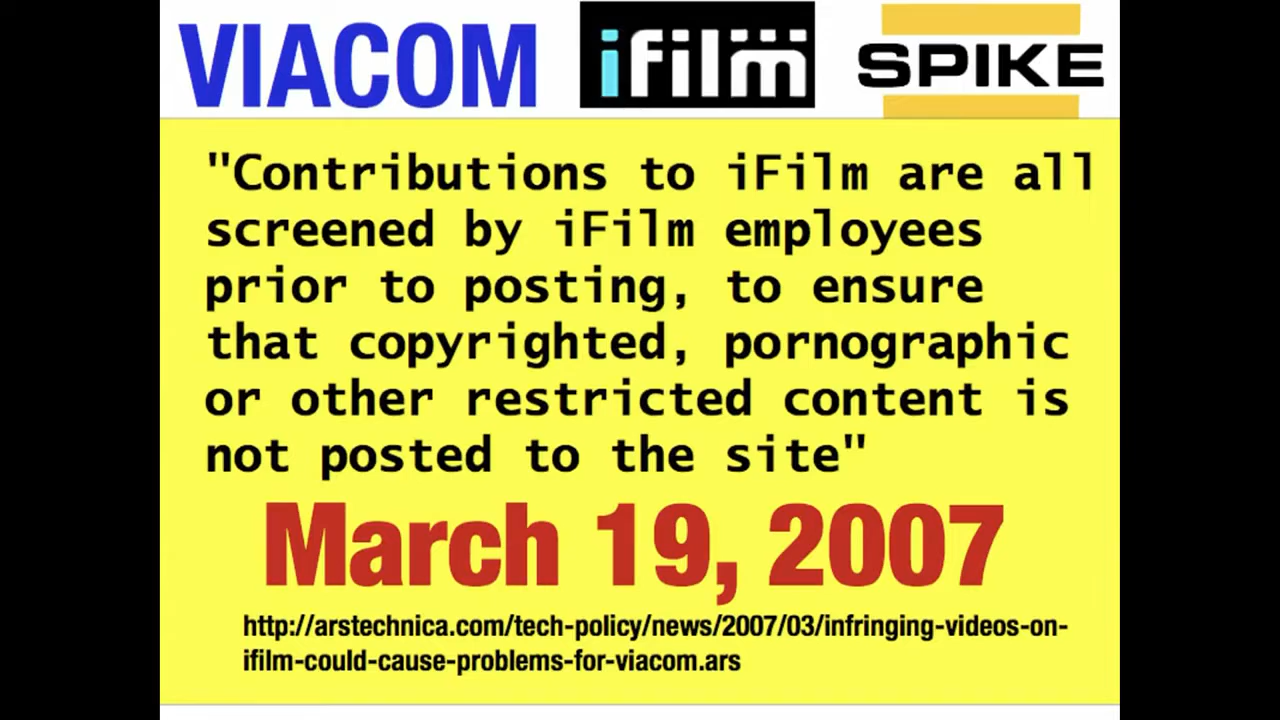 VIACOM iFilm SPIKE
"Contributions to iFilm are all
screened by iFilm employees
prior to posting, to ensure
that copyrighted, pornographic
or other restricted content is
not posted to the site"
March 19, 2007
http://arstechnica.com/tech-policy/news/2007/03/infringing-videos-on-
ifilm-could-cause-problems-for-viacom.ars